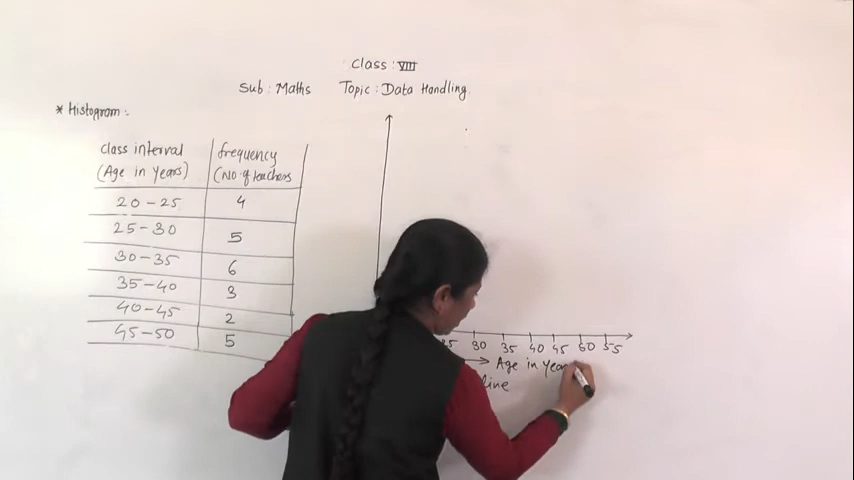 Class : VIII
Sub : Maths Topic : Data Handling
* Histogram :-
class interval frequency
(Age in Years) (No. of teachers
20-25 4
25-30 5
30-35 6
35-40 3
40-45 2
45-50 5
30 35 40 45 50 55
Age in Yea
line